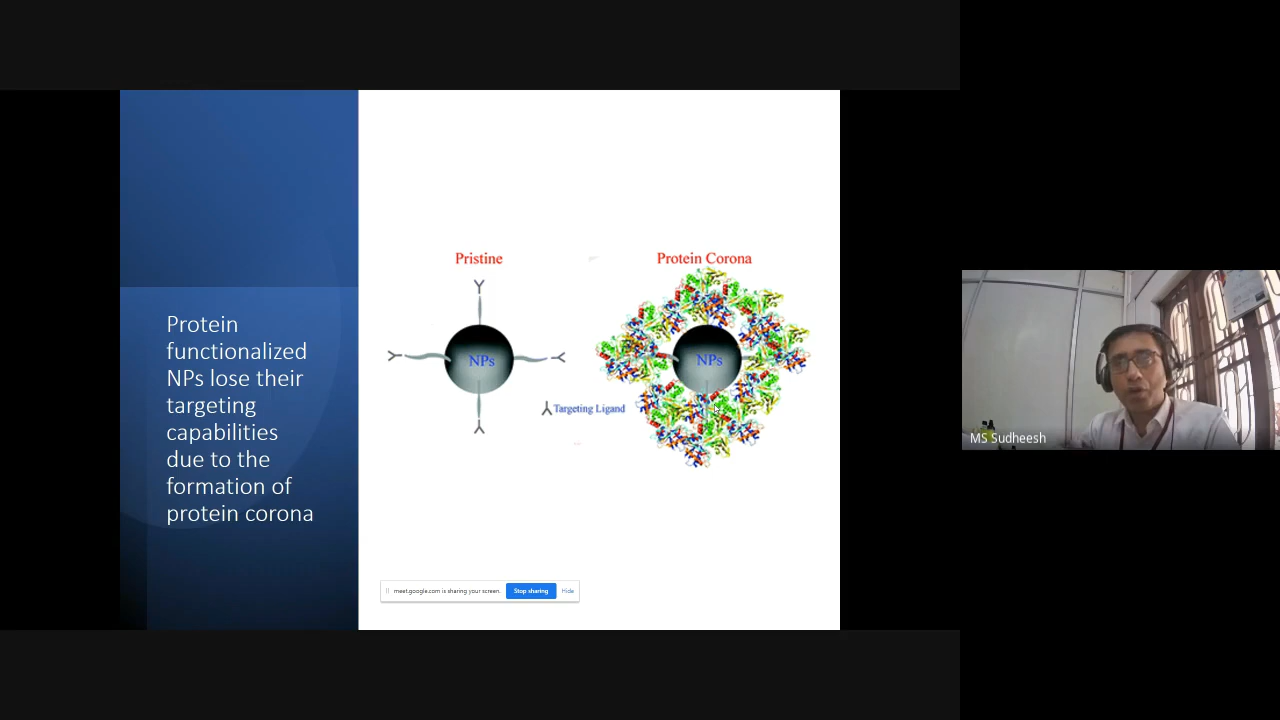 Protein
functionalized
NPs lose their
targeting
capabilities
due to the
formation of
protein corona
Pristine
Protein Corona
NPs
NPs
Targeting Ligand
meet.google.com is sharing your screen.
Stop sharing
Hide
MS Sudheesh